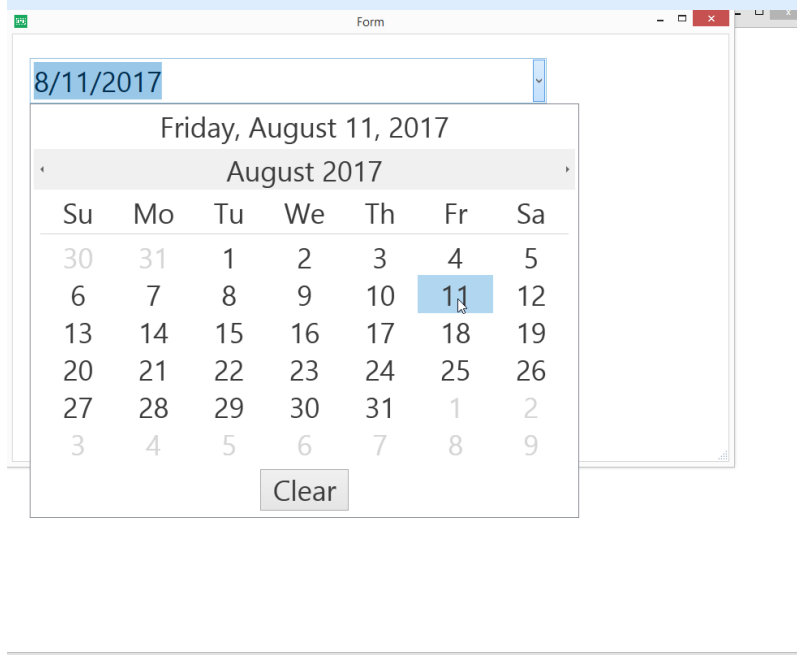 Form
8/11/2017
Friday, August 11, 2017
August 2017
Su Mo Tu We Th Fr Sa
30 31 1 2 3 4 5
6 7 8 9 10 11 12
13 14 15 16 17 18 19
20 21 22 23 24 25 26
27 28 29 30 31 1 2
3 4 5 6 7 8 9
Clear